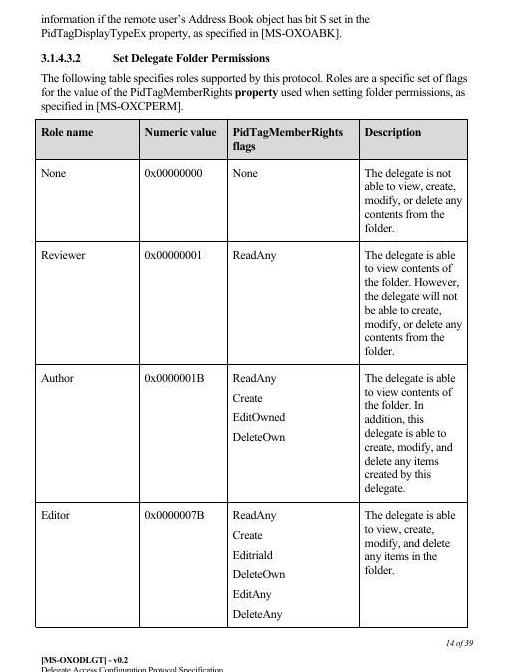 information if the remote user's Address Book object has bit S set in the
PidTagDisplayTypeEx property, as specified in [MS-OXOABK].
3.1.4.3.2 Set Delegate Folder Permissions
The following table specifies roles supported by this protocol. Roles are a specific set of flags
for the value of the PidTagMemberRights property used when setting folder permissions, as
specified in [MS-OXCPERM].
Role name Numeric value PidTagMemberRights Description
flags
None 0x00000000 None The delegate is not
able to view, create,
modify, or delete any
contents from the
folder.
Reviewer 0x00000001 ReadAny The delegate is able
to view contents of
the folder. However,
the delegate will not
be able to create,
modify, or delete any
contents from the
folder.
Author 0x0000001B ReadAny The delegate is able
to view contents of
Create
the folder. In
EditOwned
addition, this
DeleteOwn
delegate is able to
create, modify, and
delete any items
created by this
delegate.
Editor 0x0000007B ReadAny The delegate is able
to view, create,
Create
modify, and delete
Editriald
any items in the
folder.
DeleteOwn
EditAny
DeleteAny
14 of 39
[MS-OXODLGT] - v0.2
Delegate Access Configuration Protocol Specification